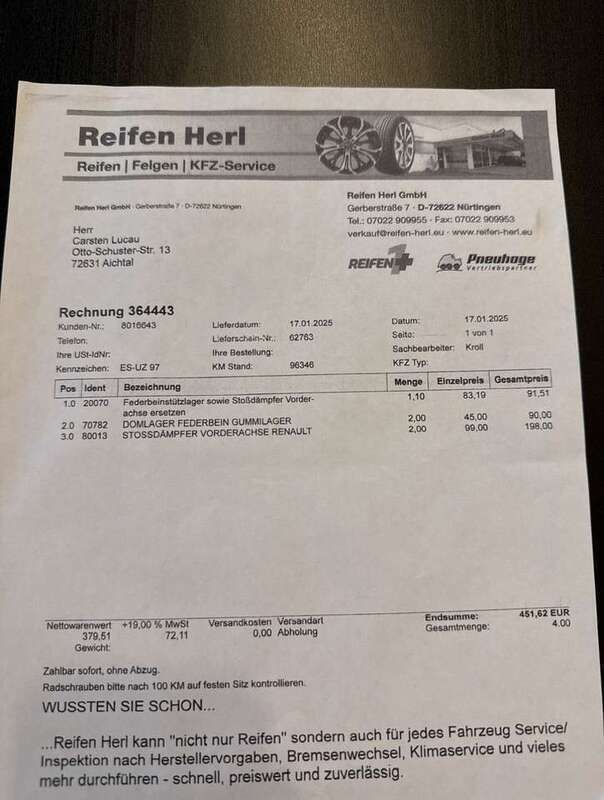 Reifen Herl
Reifen | Felgen | KFZ-Service
Reifen Herl GmbH · Gerberstraße 7 · D-72622 Nürtingen
Reifen Herl GmbH
Gerberstraße 7 · D-72622 Nürtingen
Tel.: 07022 909955 · Fax: 07022 909953
verkauf@reifen-herl.eu · www.reifen-herl.eu
Herr
Carsten Lucau
Otto-Schuster-Str. 13
72631 Aichtal
REIFEN 1+
Pneuhage
Vertriebspartner
Rechnung 364443
Kunden-Nr.: 8016643 Lieferdatum: 17.01.2025 Datum: 17.01.2025
Telefon: Lieferschein-Nr.: 62763 Seite: 1 von 1
Ihre USt-IdNr: Ihre Bestellung: Sachbearbeiter: Kroll
Kennzeichen: ES-UZ 97 KM Stand: 96346 KFZ Typ:
Pos Ident Bezeichnung Menge Einzelpreis Gesamtpreis
1.0 20070 Federbeinstützlager sowie Stoßdämpfer Vorder- 1,10 83,19 91,51
achse ersetzen
2.0 70782 DOMLAGER FEDERBEIN GUMMILAGER 2,00 45,00 90,00
3.0 80013 STOSSDÄMPFER VORDERACHSE RENAULT 2,00 99,00 198,00
Nettowarenwert +19,00 % MwSt Versandkosten Versandart Endsumme: 451,62 EUR
379,51 72,11 0,00 Abholung Gesamtmenge: 4.00
Gewicht:
Zahlbar sofort, ohne Abzug.
Radschrauben bitte nach 100 KM auf festen Sitz kontrollieren.
WUSSTEN SIE SCHON...
...Reifen Herl kann "nicht nur Reifen" sondern auch für jedes Fahrzeug Service/
Inspektion nach Herstellervorgaben, Bremsenwechsel, Klimaservice und vieles
mehr durchführen - schnell, preiswert und zuverlässig.